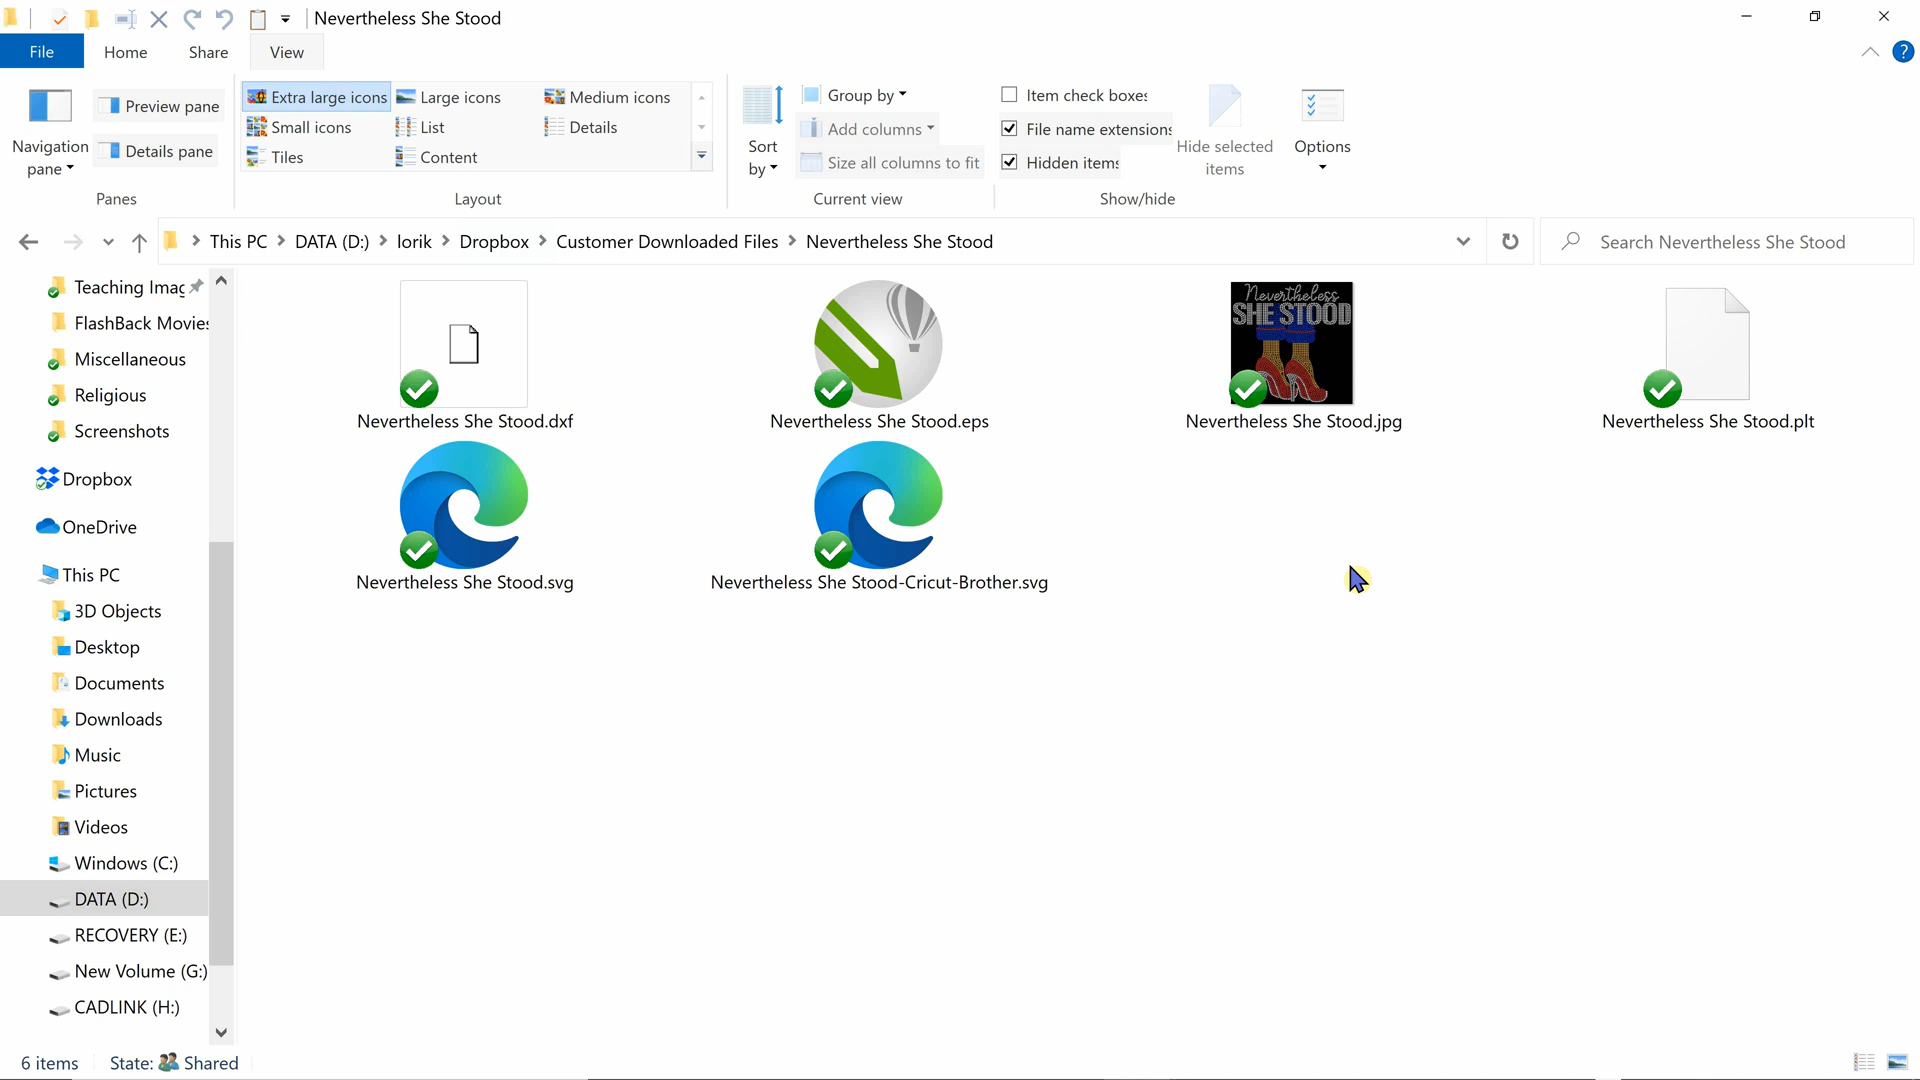 Nevertheless She Stood
File Home Share View
Navigation pane
Preview pane
Details pane
Panes
Extra large icons Large icons Medium icons
Small icons List Details
Tiles Content
Layout
Sort by
Group by
Add columns
Size all columns to fit
Current view
Item check boxes
File name extensions
Hidden items
Hide selected items
Show/hide
Options
This PC DATA (D:) lorik Dropbox Customer Downloaded Files Nevertheless She Stood
Search Nevertheless She Stood
Teaching Imag
FlashBack Movies
Miscellaneous
Religious
Screenshots
Dropbox
OneDrive
This PC
3D Objects
Desktop
Documents
Downloads
Music
Pictures
Videos
Windows (C:)
DATA (D:)
RECOVERY (E:)
New Volume (G:)
CADLINK (H:)
Nevertheless
SHE STOOD
Nevertheless She Stood.dxf
Nevertheless She Stood.eps
Nevertheless She Stood.jpg
Nevertheless She Stood.plt
Nevertheless She Stood.svg
Nevertheless She Stood-Cricut-Brother.svg
6 items State: Shared